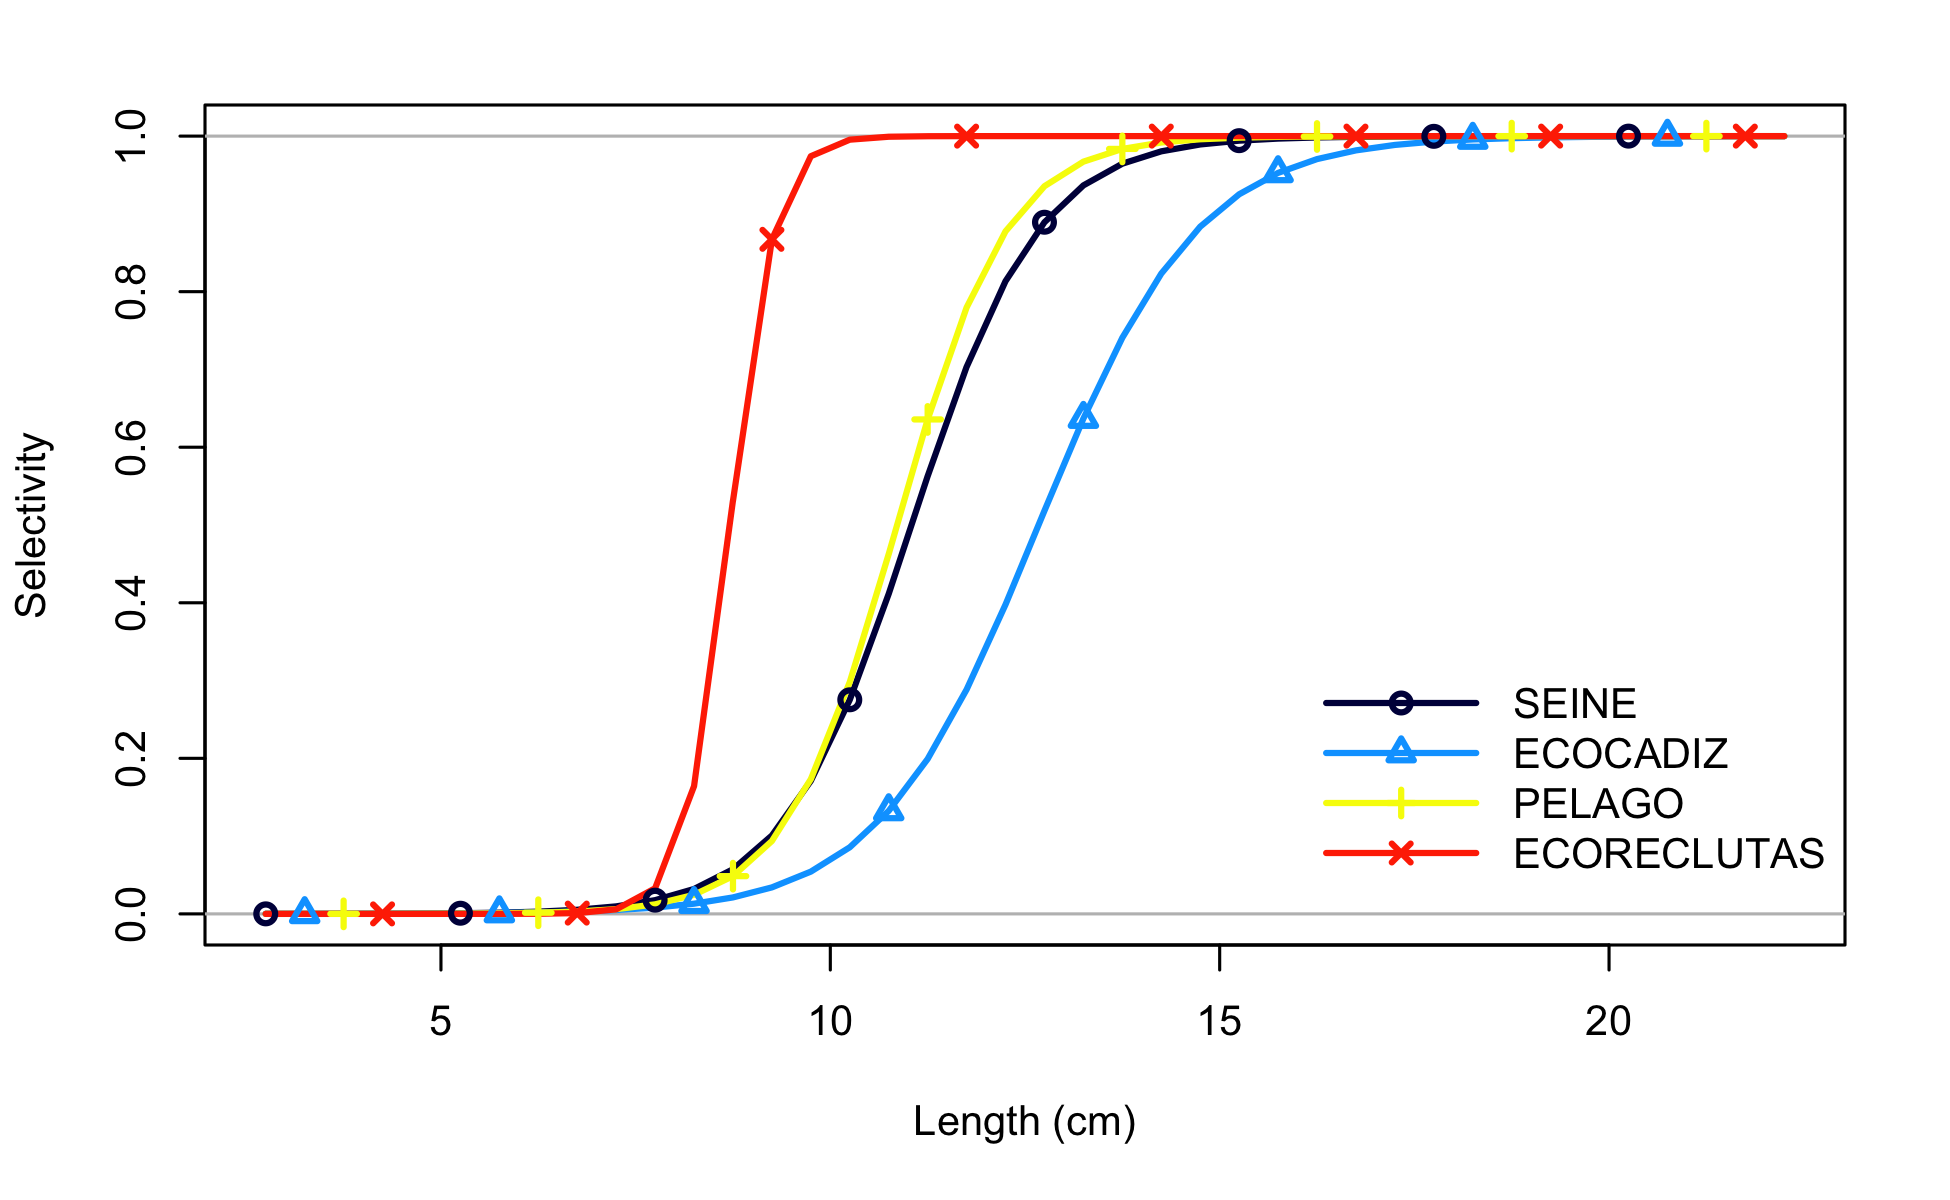 Selectivity
1.0
0.8
0.6
0.4
0.2
0.0
SEINE
ECOCADIZ
PELAGO
ECORECLUTAS
5 10 15 20
Length (cm)